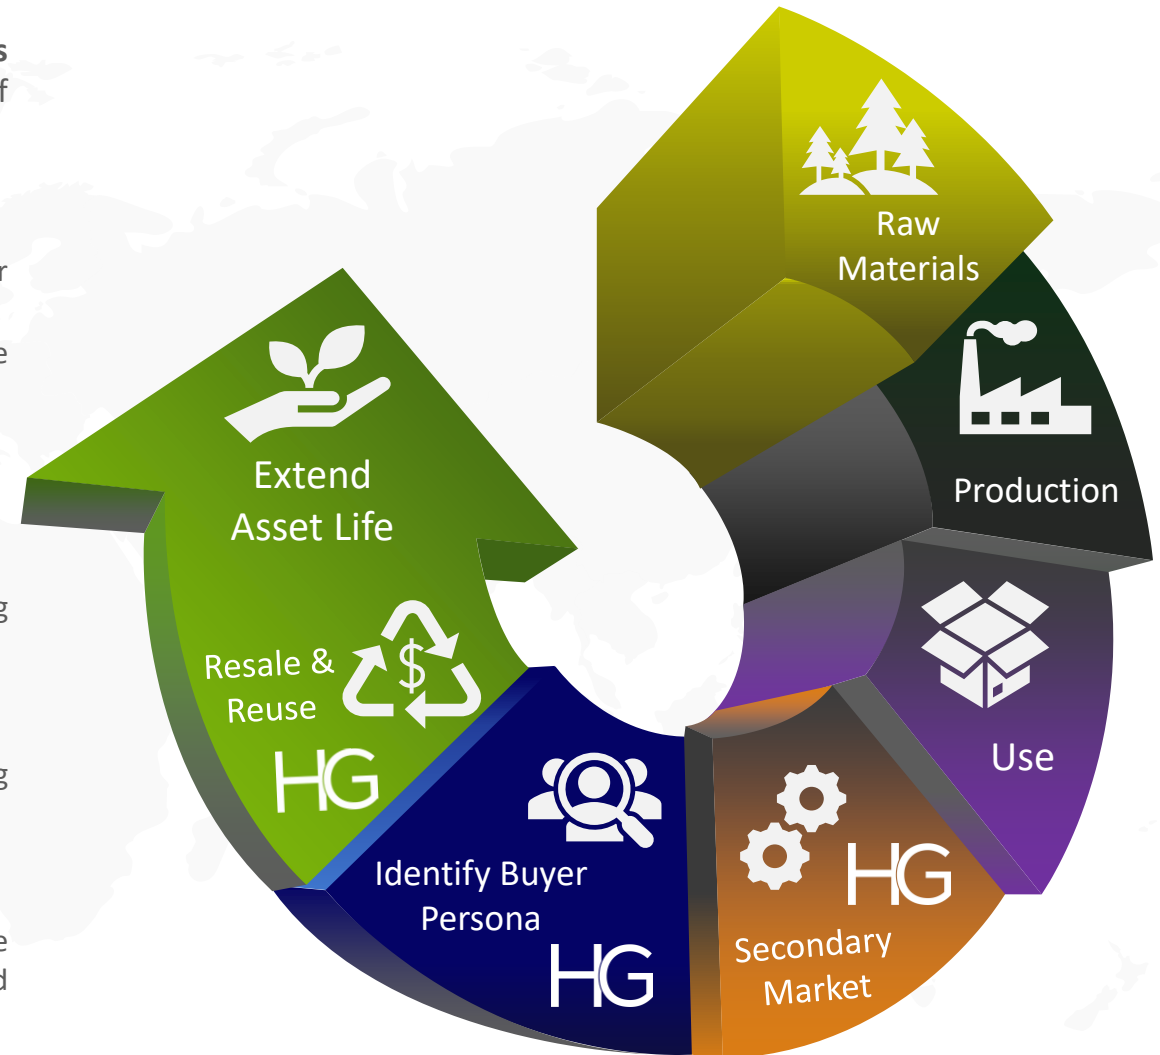 s
f
r
e
g
g
e
d
Raw
Materials
Production
Use
Secondary
Market
HG
Identify Buyer
Persona
HG
Extend
Asset Life
Resale &
Reuse
$
HG